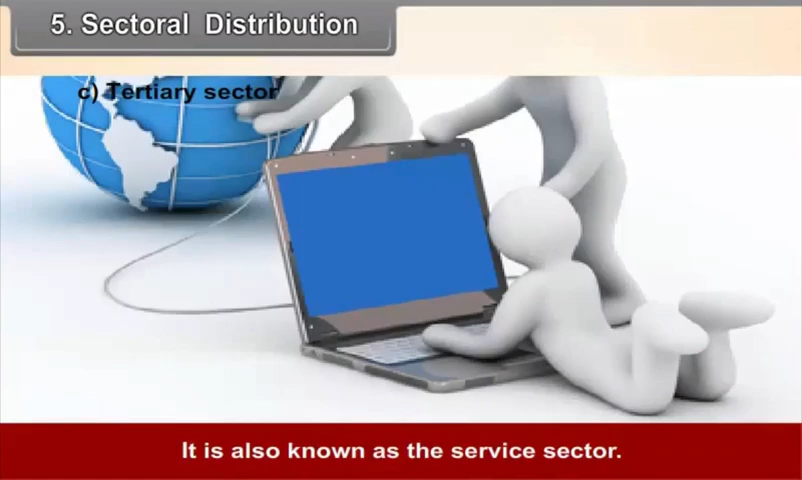 5. Sectoral Distribution
c) Tertiary sector
It is also known as the service sector.